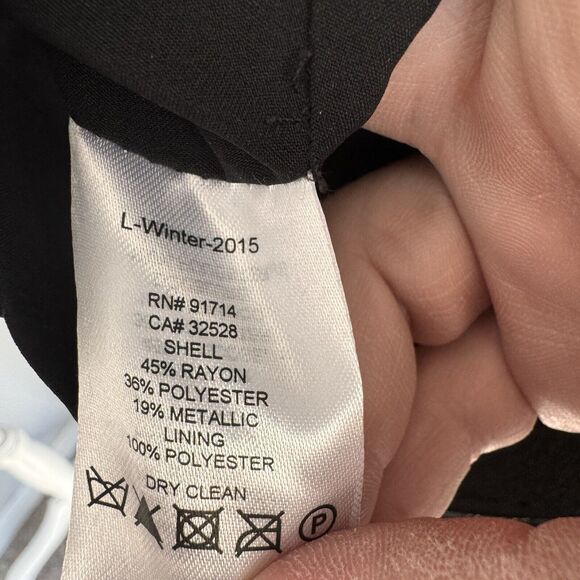 L-Winter-2015
RN# 91714
CA# 32528
SHELL
45% RAYON
36% POLYESTER
19% METALLIC
LINING
100% POLYESTER
DRY CLEAN
P